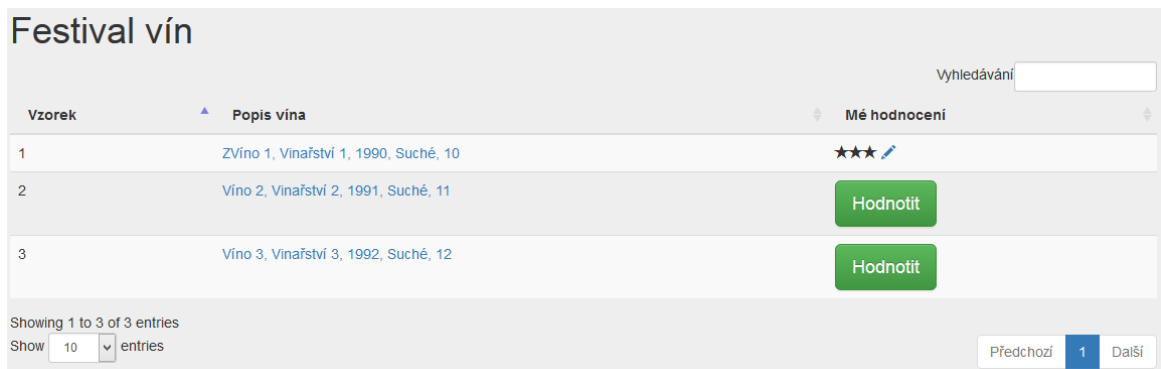 Festival vín
Vyhledávání
Vzorek Popis vína Mé hodnocení
1 ZVíno 1, Vinařství 1, 1990, Suché, 10 ★★★
2 Víno 2, Vinařství 2, 1991, Suché, 11 Hodnotit
3 Víno 3, Vinařství 3, 1992, Suché, 12 Hodnotit
Showing 1 to 3 of 3 entries
Show 10 entries
Předchozí 1 Další